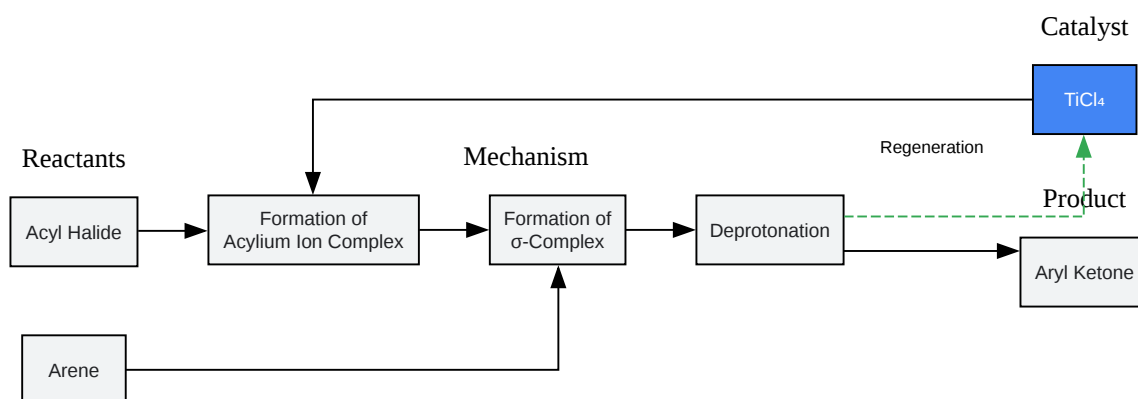 Catalyst
TiCl₄
Regeneration
Reactants
Mechanism
Product
Acyl Halide
Formation of
Acylium Ion Complex
Formation of
σ-Complex
Deprotonation
Aryl Ketone
Arene